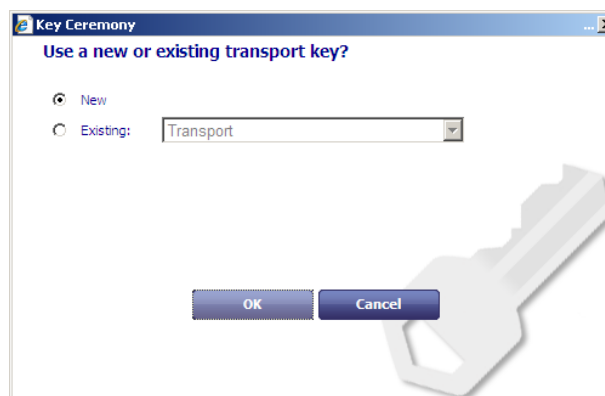 Key Ceremony
Use a new or existing transport key?
New
Existing: Transport
OK Cancel